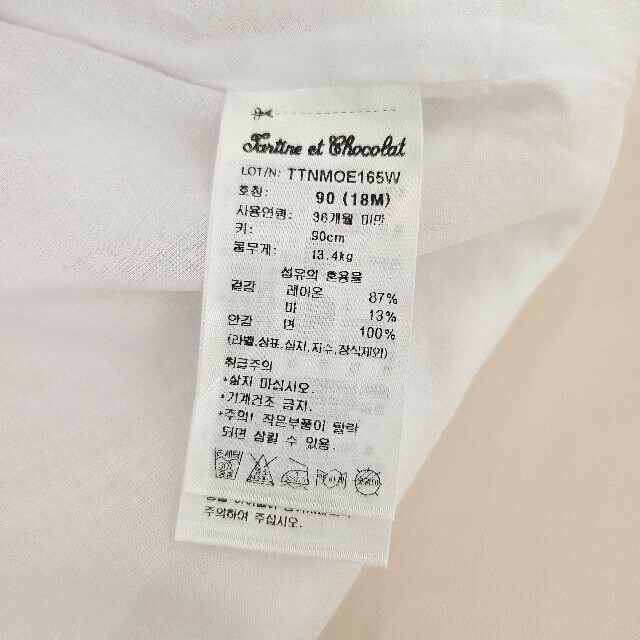 Tartine et Chocolat
LOT/N: TTNMOE165W
호칭: 90 (18M)
사용연령: 36개월 미만
키: 90cm
몸무게: 13.4kg
섬유의 혼용율
겉감 레이온 87%
마 13%
안감 면 100%
(라벨,상표,심지,자수,장식제외)
취급주의
*삶지 마십시오.
*기계건조 금지.
*주의! 작은부품이 탈락
되면 삼킬 수 있음.
손세탁
주의하여 주십시오.